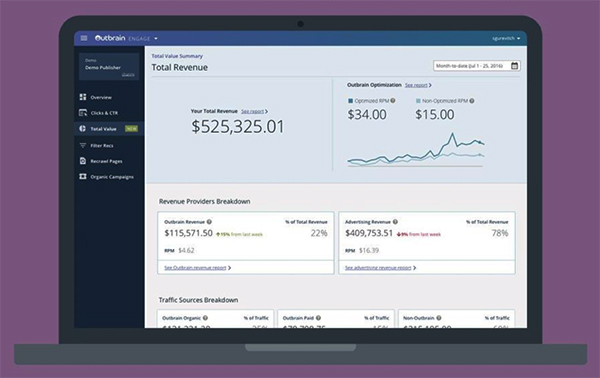 Outbrain ENGAGE
sgurevitch
Demo
Demo Publisher
Overview
Clicks & CTR
Total Value NEW
Filter Recs
Recrawl Pages
Organic Campaigns
Total Value Summary
Total Revenue
Month-to-date (Jul 1 - 25, 2016)
Your Total Revenue See report >
$525,325.01
Outbrain Optimization See report >
Optimized RPM Non-Optimized RPM
$34.00 $15.00
Revenue Providers Breakdown
Outbrain Revenue % of Total Revenue
$115,571.50 15% from last week 22%
RPM $4.62
See Outbrain revenue report >
Advertising Revenue % of Total Revenue
$409,753.51 9% from last week 78%
RPM $16.39
See advertising revenue report >
Traffic Sources Breakdown
Outbrain Organic % of Traffic
Outbrain Paid % of Traffic
Non-Outbrain % of Traffic